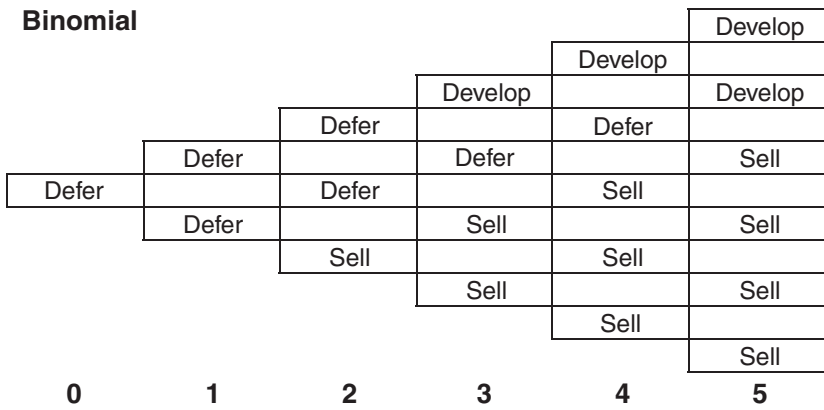 Binomial
Develop
Develop
Develop Develop
Defer Defer
Defer Defer Sell
Defer Defer Sell
Defer Sell Sell
Sell Sell
Sell Sell
Sell
Sell
0 1 2 3 4 5